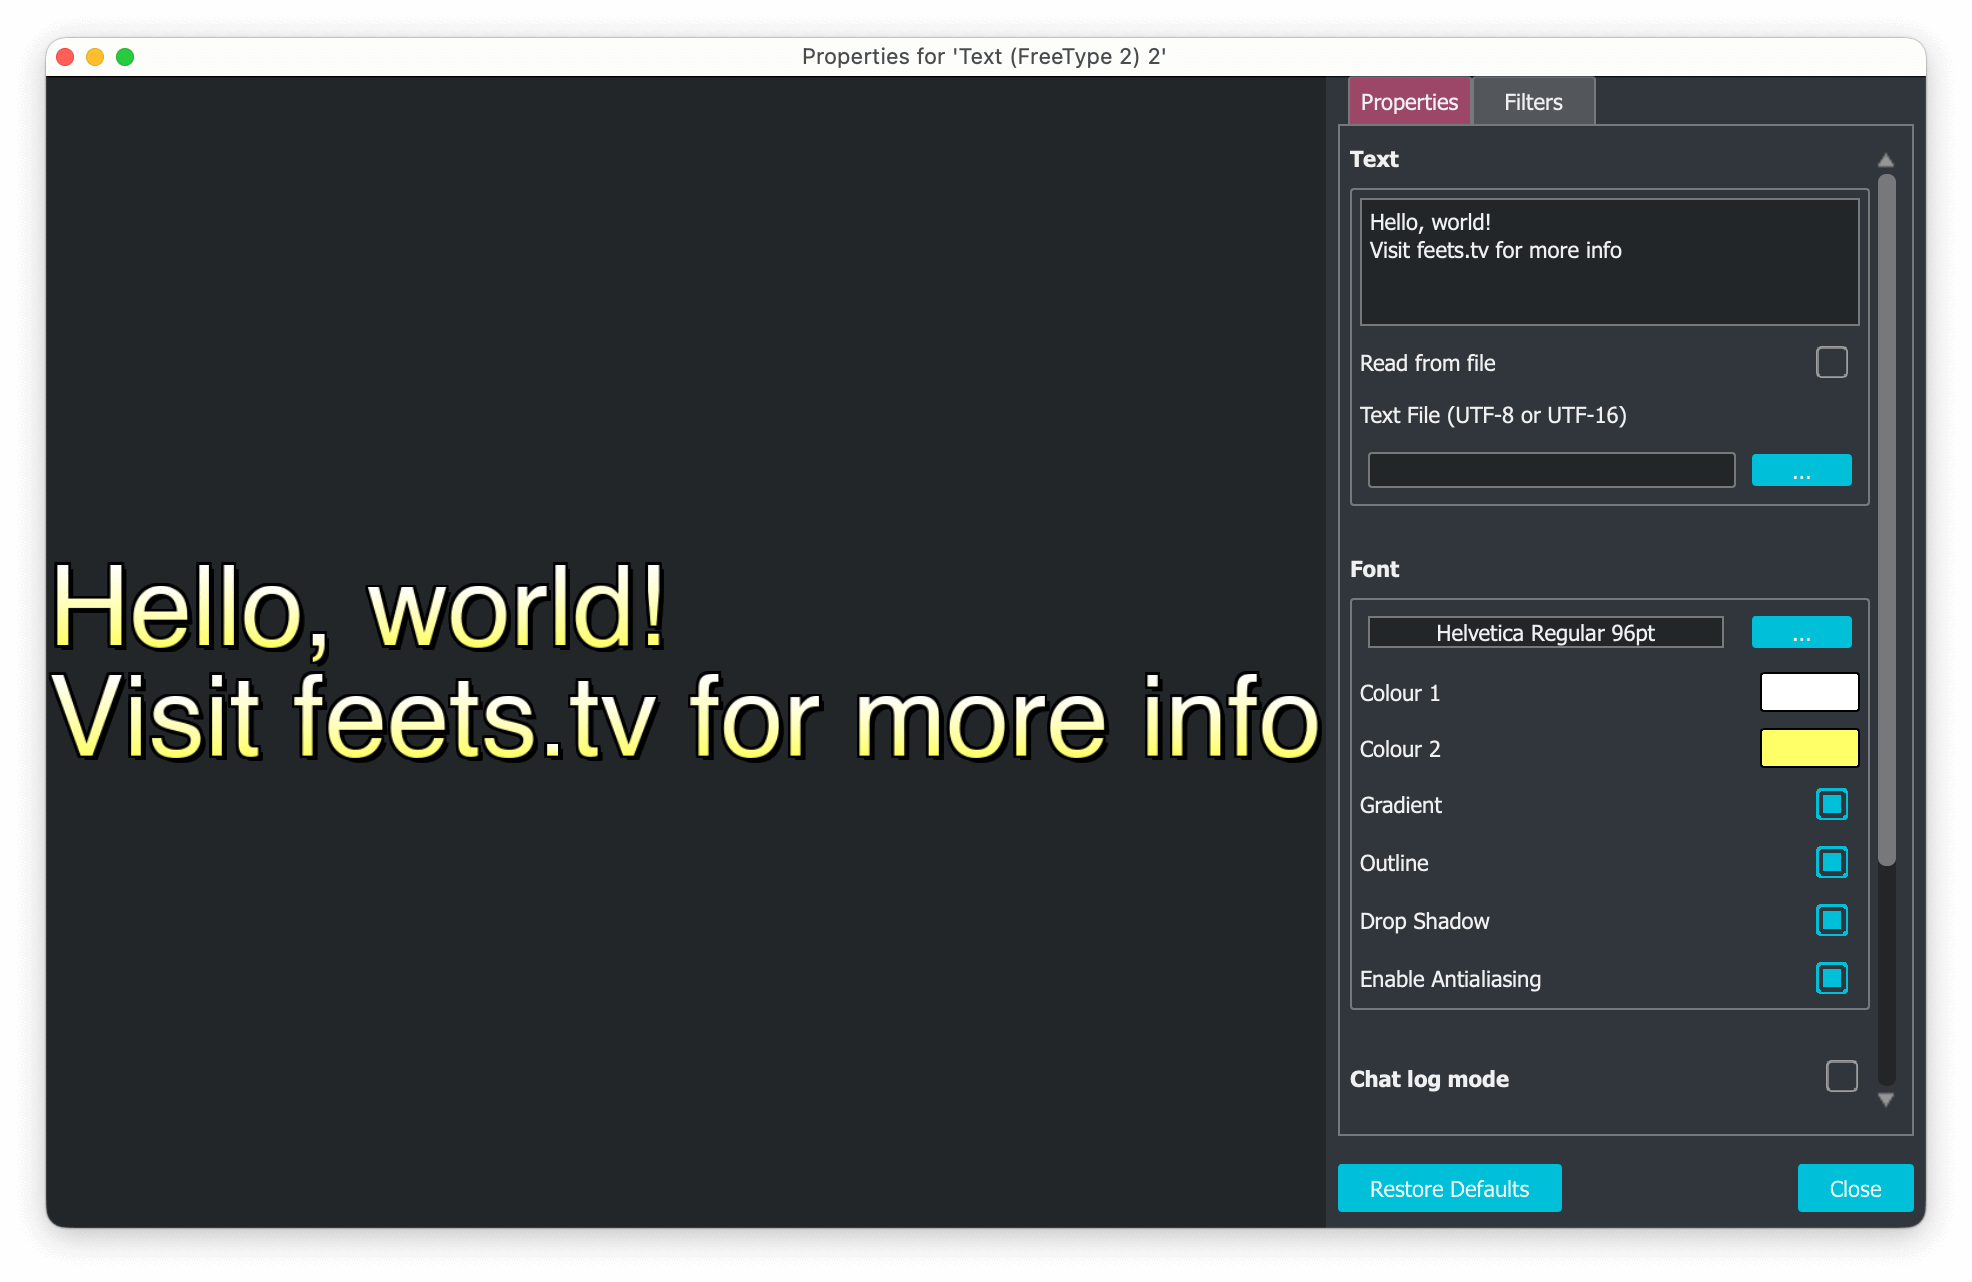 Properties for 'Text (FreeType 2) 2'
Hello, world!
Visit feets.tv for more info
Properties Filters
Text
Hello, world!
Visit feets.tv for more info
Read from file
Text File (UTF-8 or UTF-16)
...
Font
Helvetica Regular 96pt ...
Colour 1
Colour 2
Gradient
Outline
Drop Shadow
Enable Antialiasing
Chat log mode
Restore Defaults Close